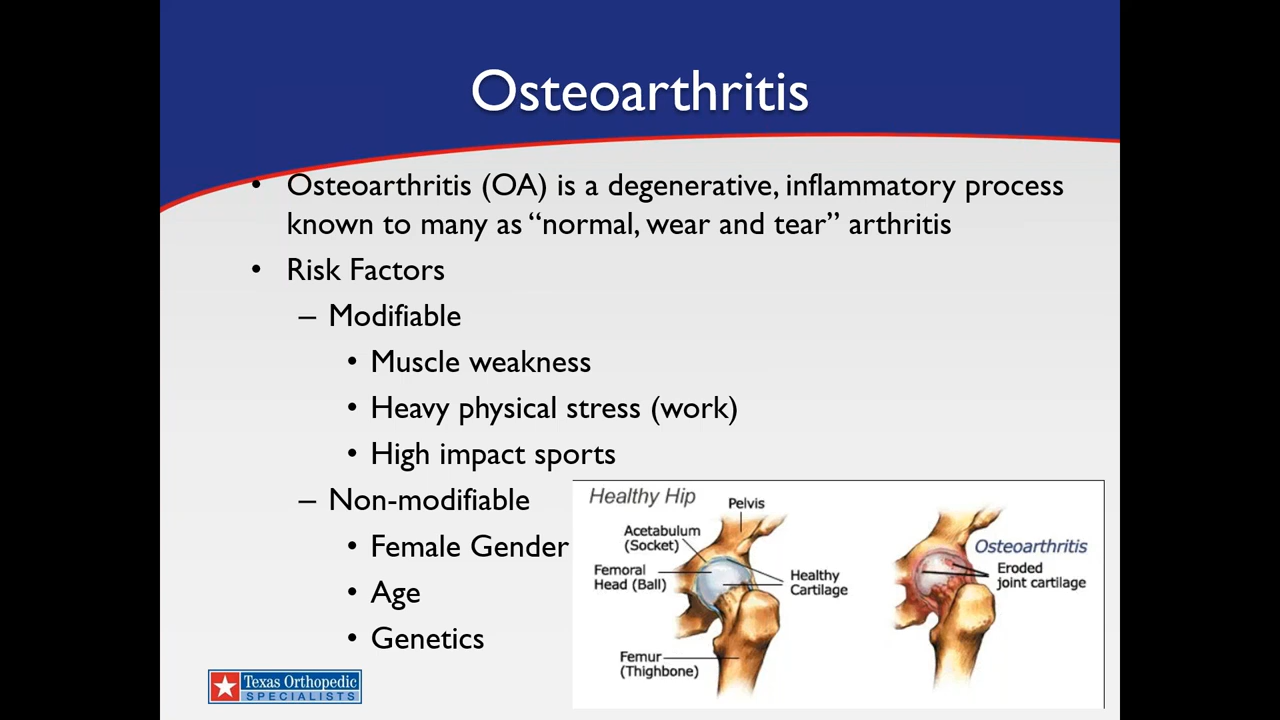 Osteoarthritis
• Osteoarthritis (OA) is a degenerative, inflammatory process
known to many as “normal, wear and tear” arthritis
• Risk Factors
– Modifiable
• Muscle weakness
• Heavy physical stress (work)
• High impact sports
– Non-modifiable
• Female Gender
• Age
• Genetics
Healthy Hip
Pelvis
Acetabulum
(Socket)
Femoral
Head (Ball)
Healthy
Cartilage
Femur
(Thighbone)
Osteoarthritis
Eroded
joint cartilage
Texas Orthopedic
SPECIALISTS